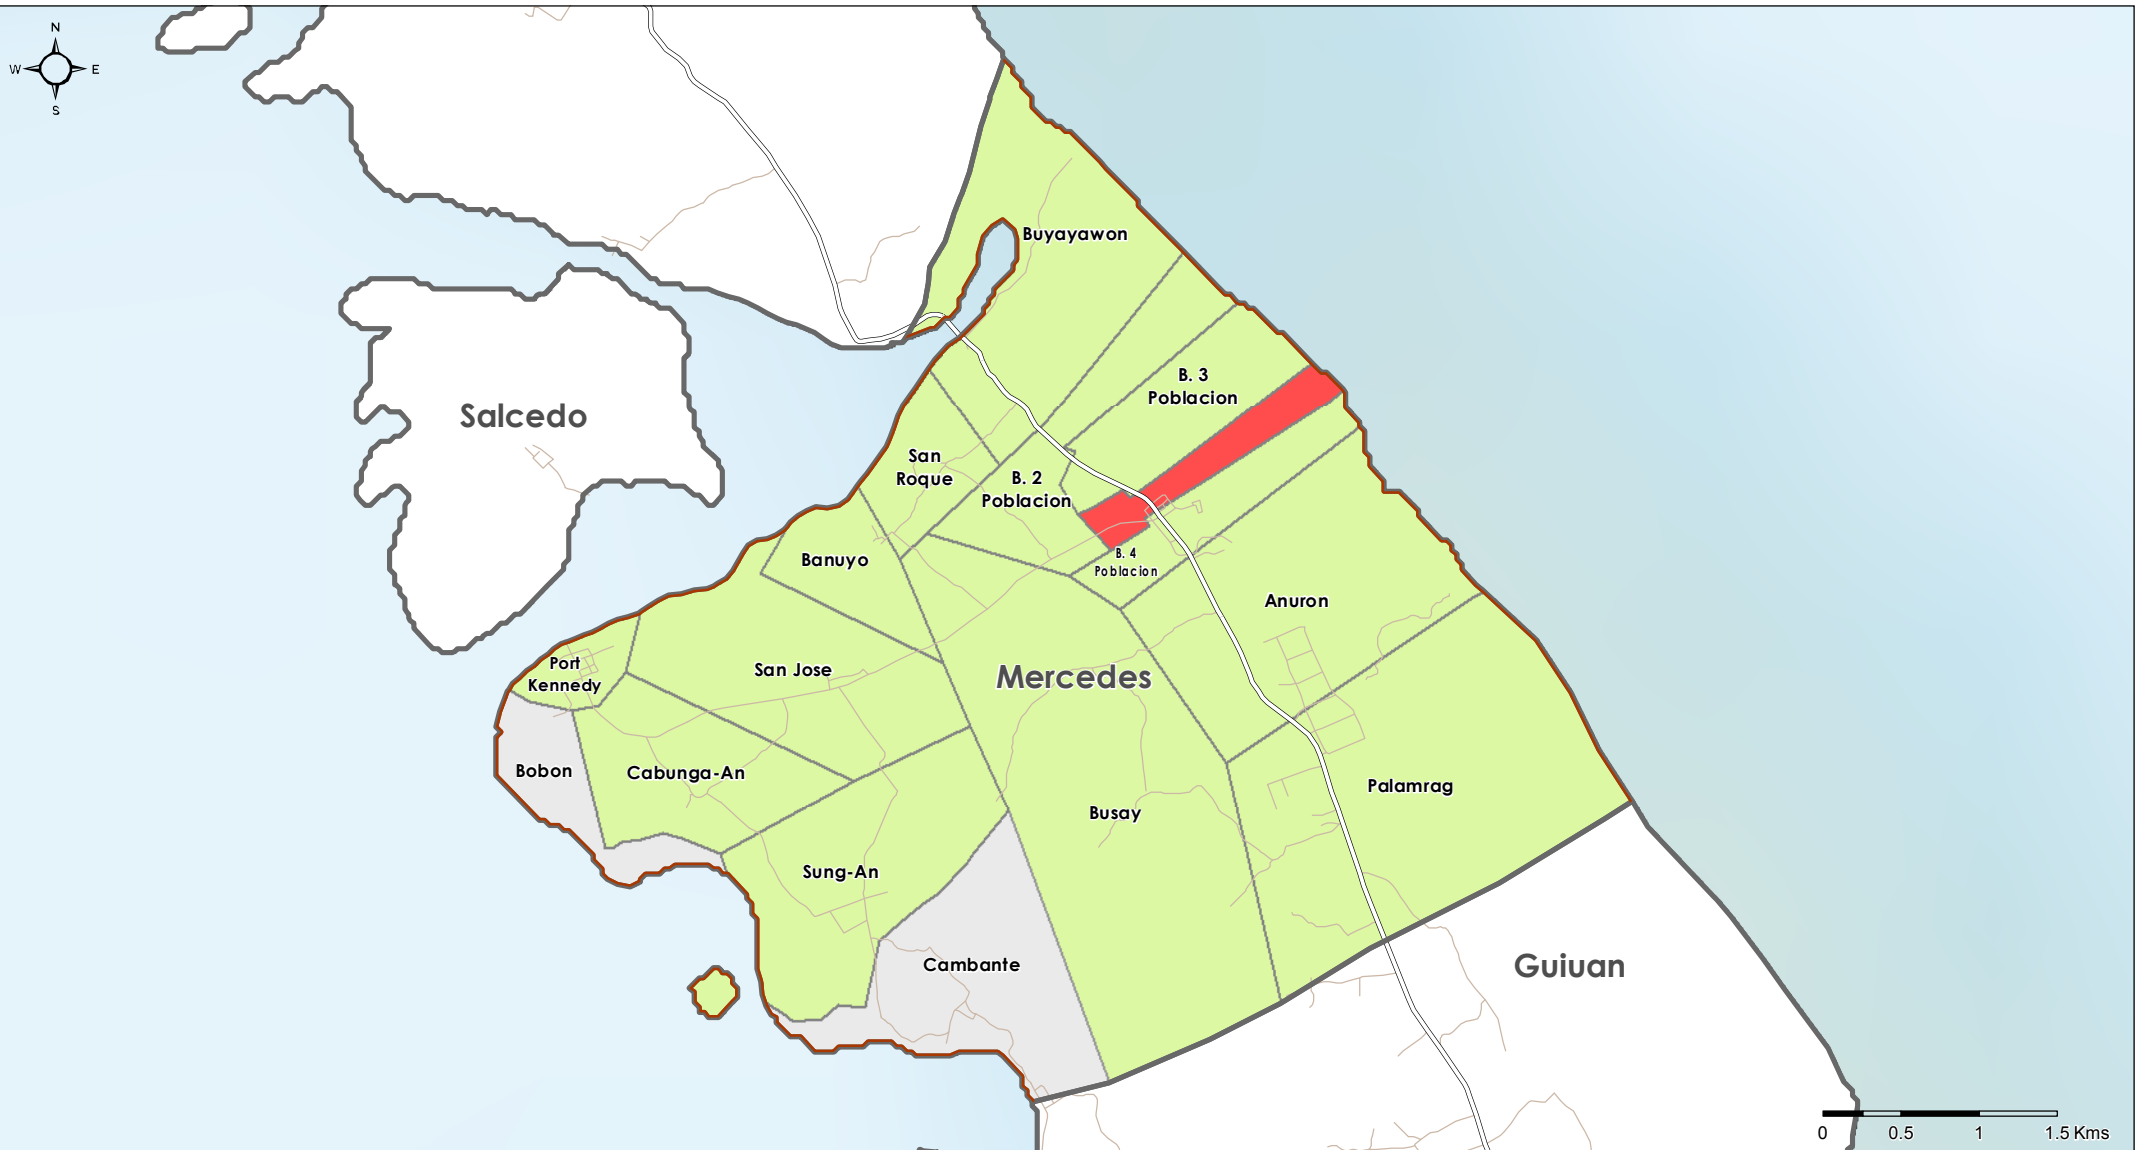 N
W E
S
Buyayawon
B. 3
Poblacion
Salcedo
San
Roque
B. 2
Poblacion
B. 4
Poblacion
Banuyo
Anuron
Port
Kennedy
San Jose
Mercedes
Bobon
Cabunga-An
Palamrag
Busay
Sung-An
Cambante
Guiuan
0 0.5 1 1.5 Kms